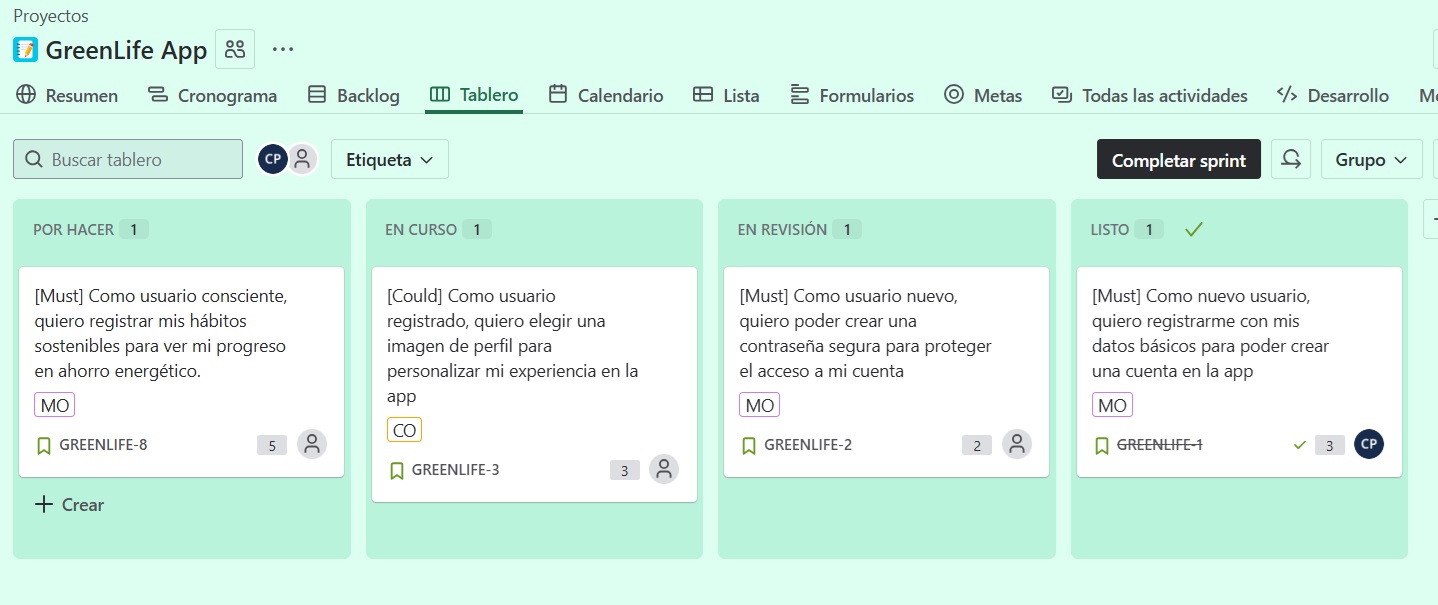 Proyectos
GreenLife App
Resumen Cronograma Backlog Tablero Calendario Lista Formularios Metas Todas las actividades Desarrollo
Buscar tablero CP Etiqueta Completar sprint Grupo
POR HACER 1
[Must] Como usuario consciente,
quiero registrar mis hábitos
sostenibles para ver mi progreso
en ahorro energético.
MO
GREENLIFE-8 5
Crear
EN CURSO 1
[Could] Como usuario
registrado, quiero elegir una
imagen de perfil para
personalizar mi experiencia en la
app
CO
GREENLIFE-3 3
EN REVISIÓN 1
[Must] Como usuario nuevo,
quiero poder crear una
contraseña segura para proteger
el acceso a mi cuenta
MO
GREENLIFE-2 2
LISTO 1
[Must] Como nuevo usuario,
quiero registrarme con mis
datos básicos para poder crear
una cuenta en la app
MO
GREENLIFE-1 3 CP